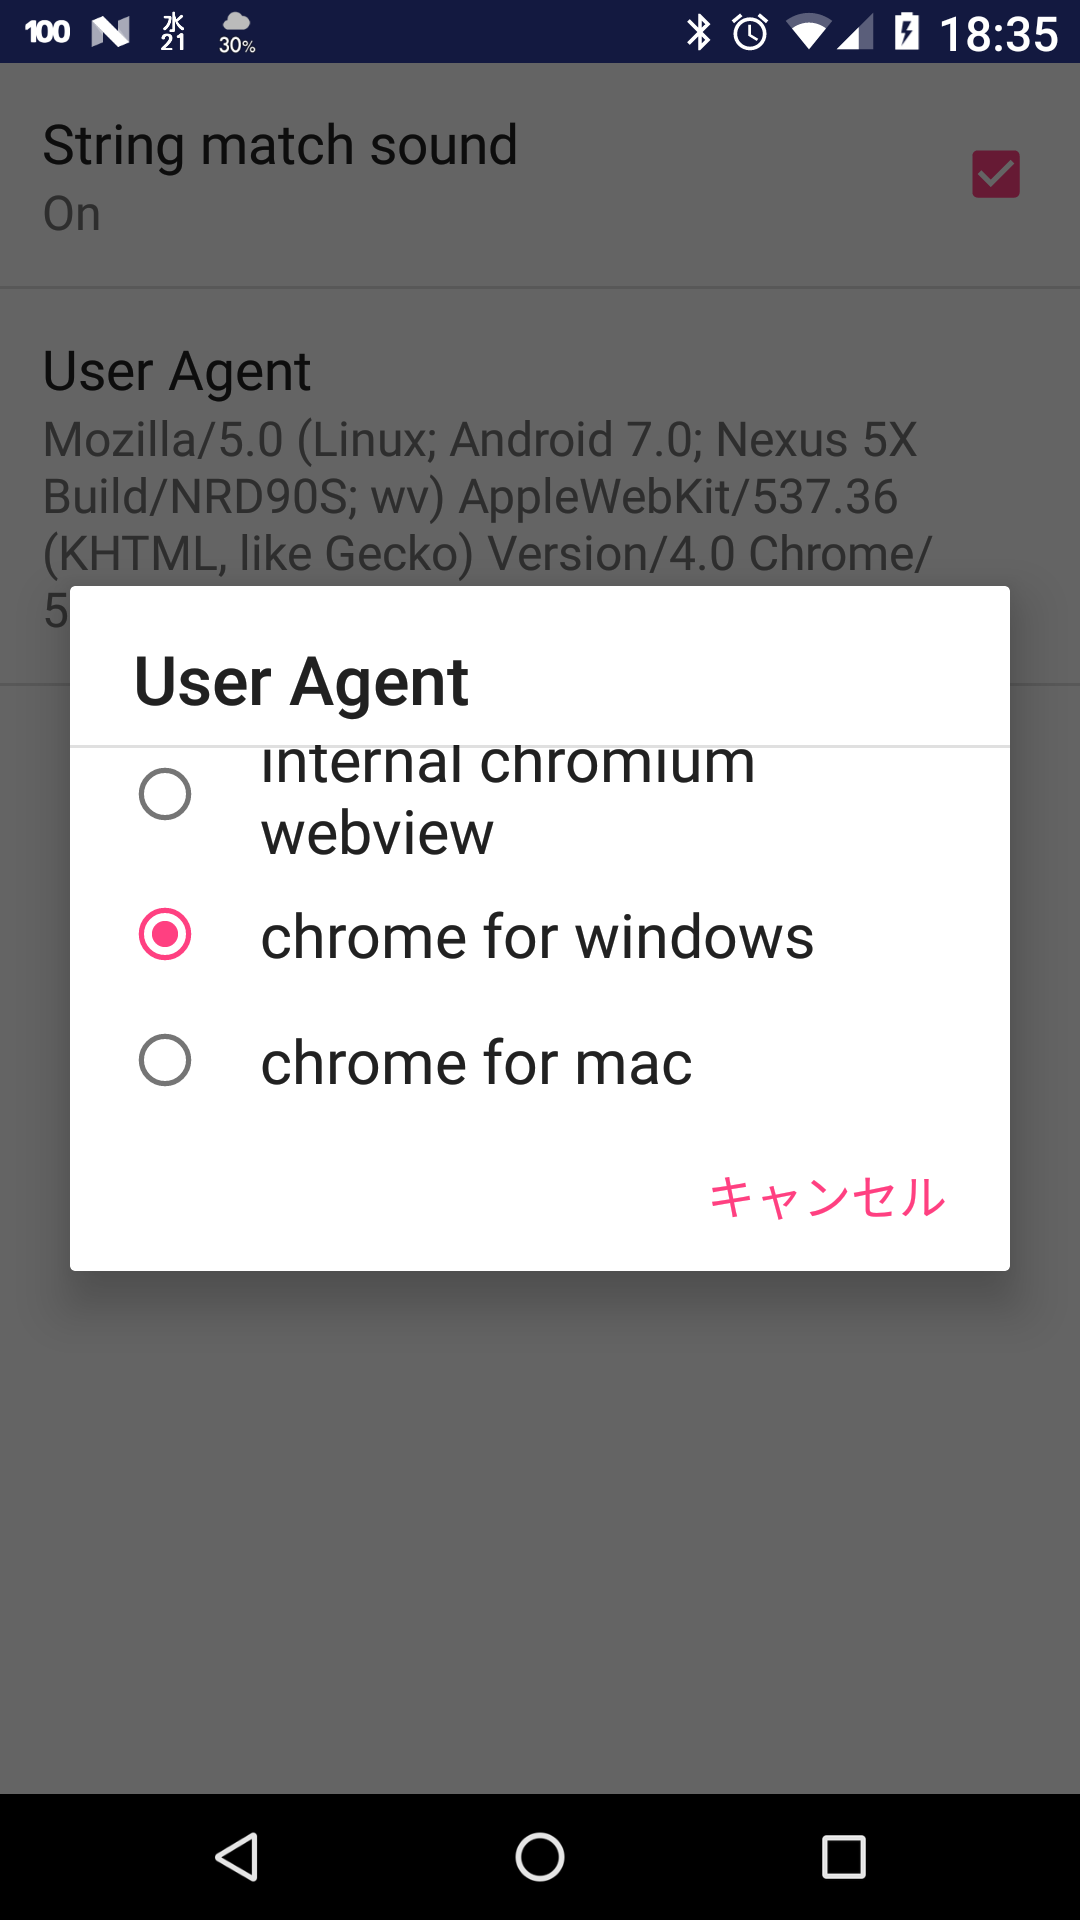 100 水 21 30% 18:35
String match sound
On
User Agent
Mozilla/5.0 (Linux; Android 7.0; Nexus 5X
Build/NRD90S; wv) AppleWebKit/537.36
(KHTML, like Gecko) Version/4.0 Chrome/
5
User Agent
internal chromium
webview
chrome for windows
chrome for mac
キャンセル